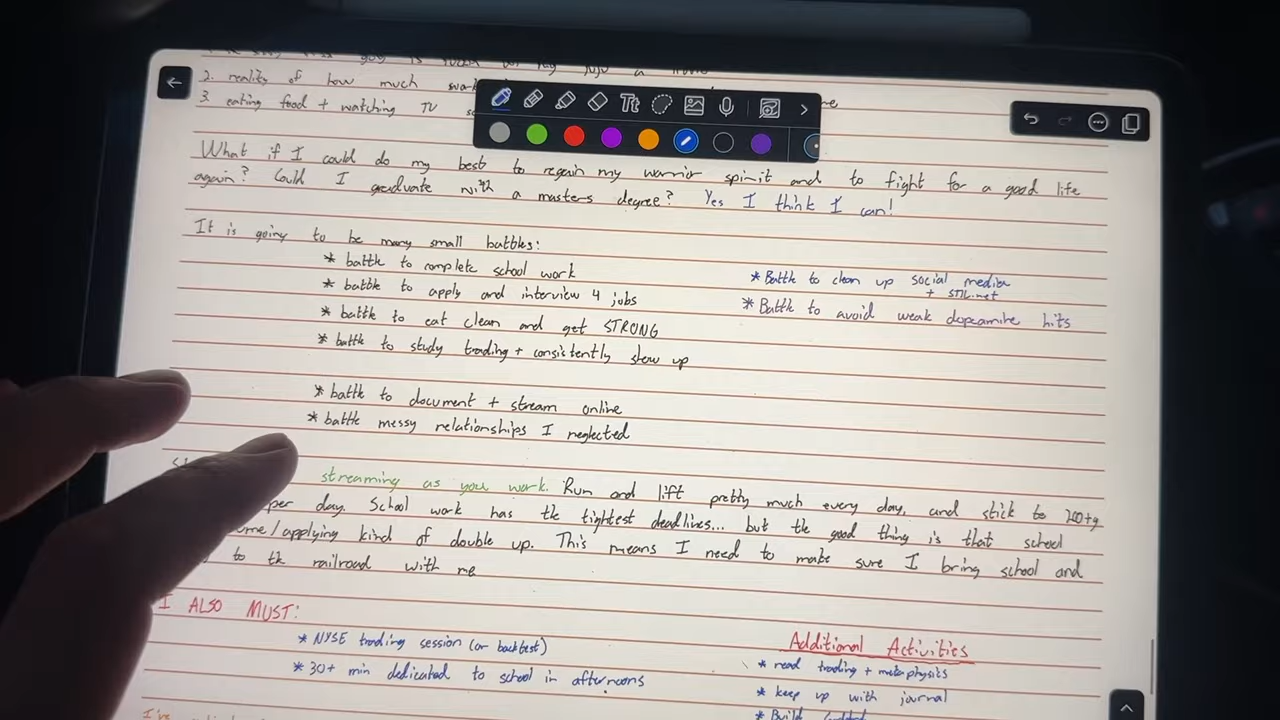 2. reality of how much work
3. eating food + watching TV
Tt
What if I could do my best to regain my warrior spirit and to fight for a good life
again? Could I graduate with a masters degree? Yes I think I can!
It is going to be many small battles:
* battle to complete school work
* battle to apply and interview 4 jobs
* battle to eat clean and get STRONG
* battle to study trading + consistently show up
* battle to document + stream online
* battle messy relationships I neglected
* Battle to clean up social media
* Battle to avoid weak dopamine hits
streaming as you work. Run and lift pretty much every day, and stick to
per day. School work has the tightest deadlines... but the good thing is that school
/applying kind of double up. This means I need to make sure I bring school and
to the railroad with me
I ALSO MUST:
* NYSE trading session (or backtest)
* 30+ min dedicated to school in afternoons
Additional Activities
* read trading + metaphysics
* keep up with journal
* Build